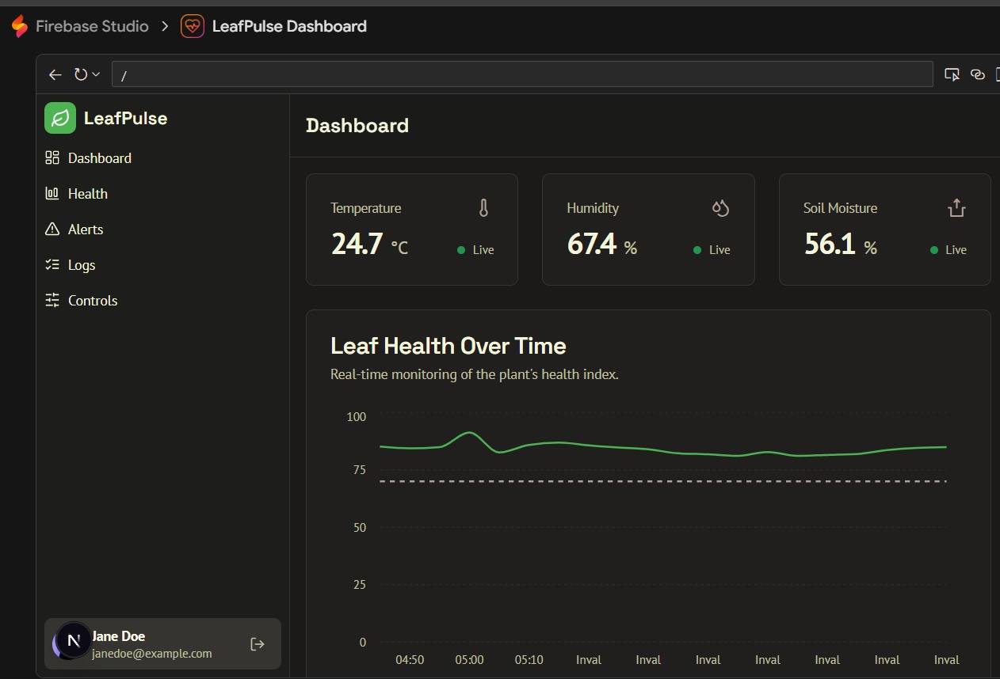 Firebase Studio > LeafPulse Dashboard
/
LeafPulse
Dashboard
Health
Alerts
Logs
Controls
N
Jane Doe
janedoe@example.com
Dashboard
Temperature
24.7 °C
Live
Humidity
67.4 %
Live
Soil Moisture
56.1 %
Live
Leaf Health Over Time
Real-time monitoring of the plant's health index.
100
75
50
25
0
04:50 05:00 05:10 Inval Inval Inval Inval Inval Inval Inval